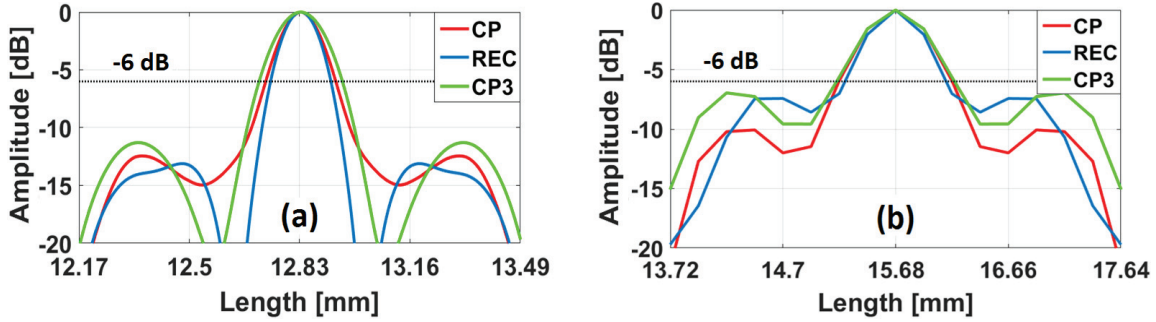 0
-5
-10
-15
-20
Amplitude [dB]
-6 dB
CP
REC
CP3
(a)
12.17 12.5 12.83 13.16 13.49
Length [mm]
0
-5
-10
-15
-20
Amplitude [dB]
-6 dB
CP
REC
CP3
(b)
13.72 14.7 15.68 16.66 17.64
Length [mm]